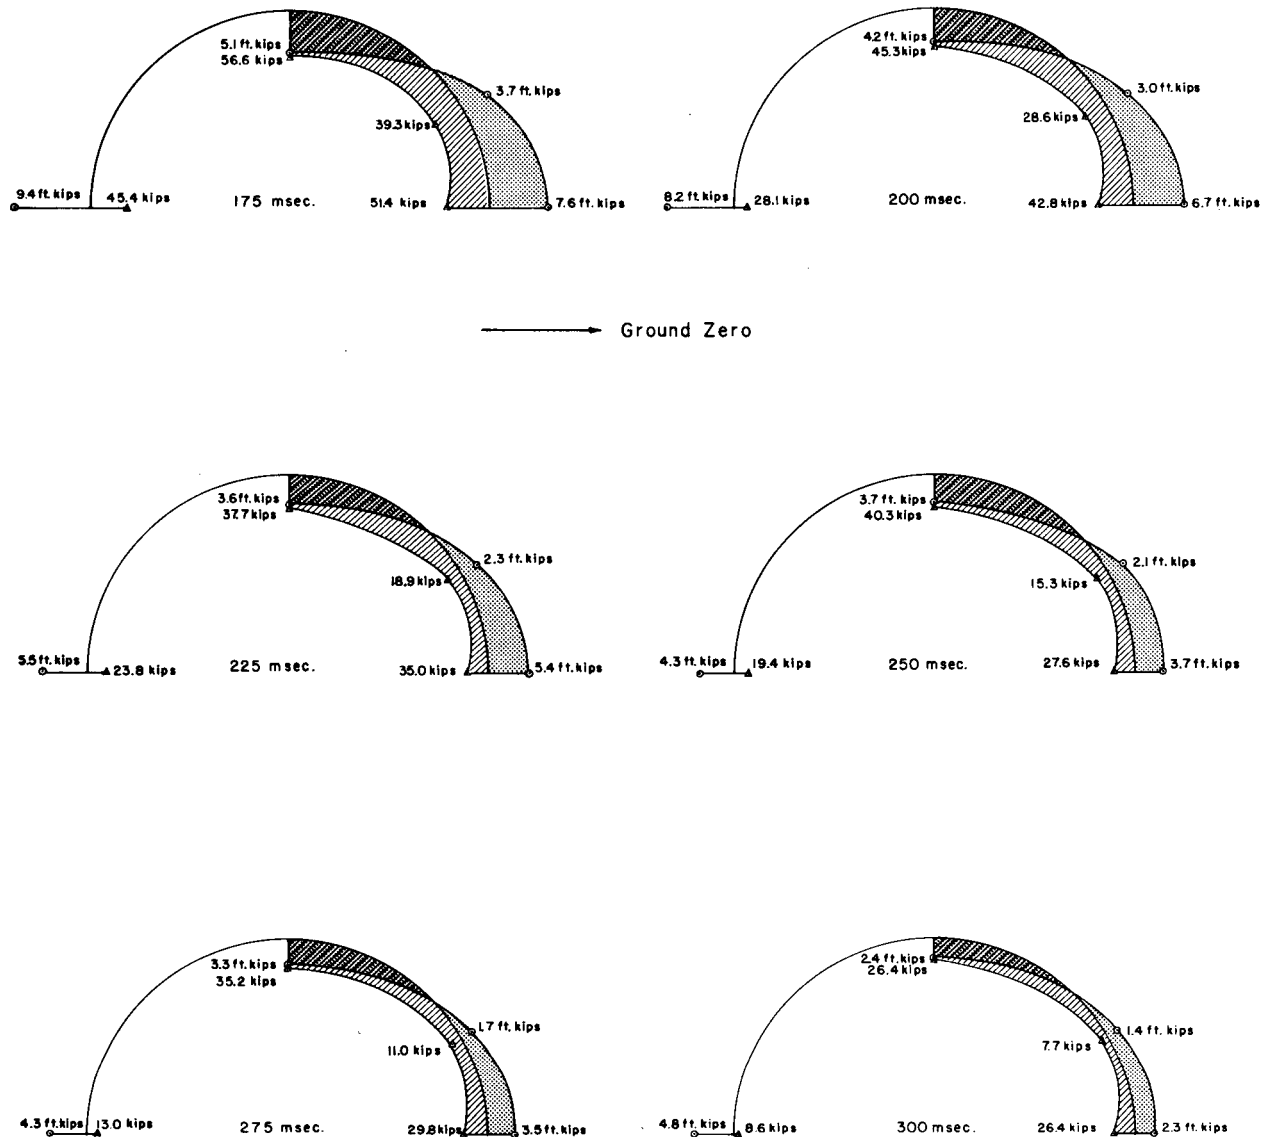 5.1 ft. kips
56.6 kips
3.7 ft. kips
39.3 kips
9.4 ft. kips
45.4 kips
175 msec.
51.4 kips
7.6 ft. kips
4.2 ft. kips
45.3 kips
3.0 ft. kips
28.6 kips
8.2 ft. kips
28.1 kips
200 msec.
42.8 kips
6.7 ft. kips
Ground Zero
3.6 ft. kips
37.7 kips
2.3 ft. kips
18.9 kips
5.5 ft. kips
23.8 kips
225 msec.
35.0 kips
5.4 ft. kips
3.7 ft. kips
40.3 kips
2.1 ft. kips
15.3 kips
4.3 ft. kips
19.4 kips
250 msec.
27.6 kips
3.7 ft. kips
3.3 ft. kips
35.2 kips
1.7 ft. kips
11.0 kips
4.3 ft. kips
13.0 kips
275 msec.
29.8 kips
3.5 ft. kips
2.4 ft. kips
26.4 kips
1.4 ft. kips
7.7 kips
4.8 ft. kips
8.6 kips
300 msec.
26.4 kips
2.3 ft. kips